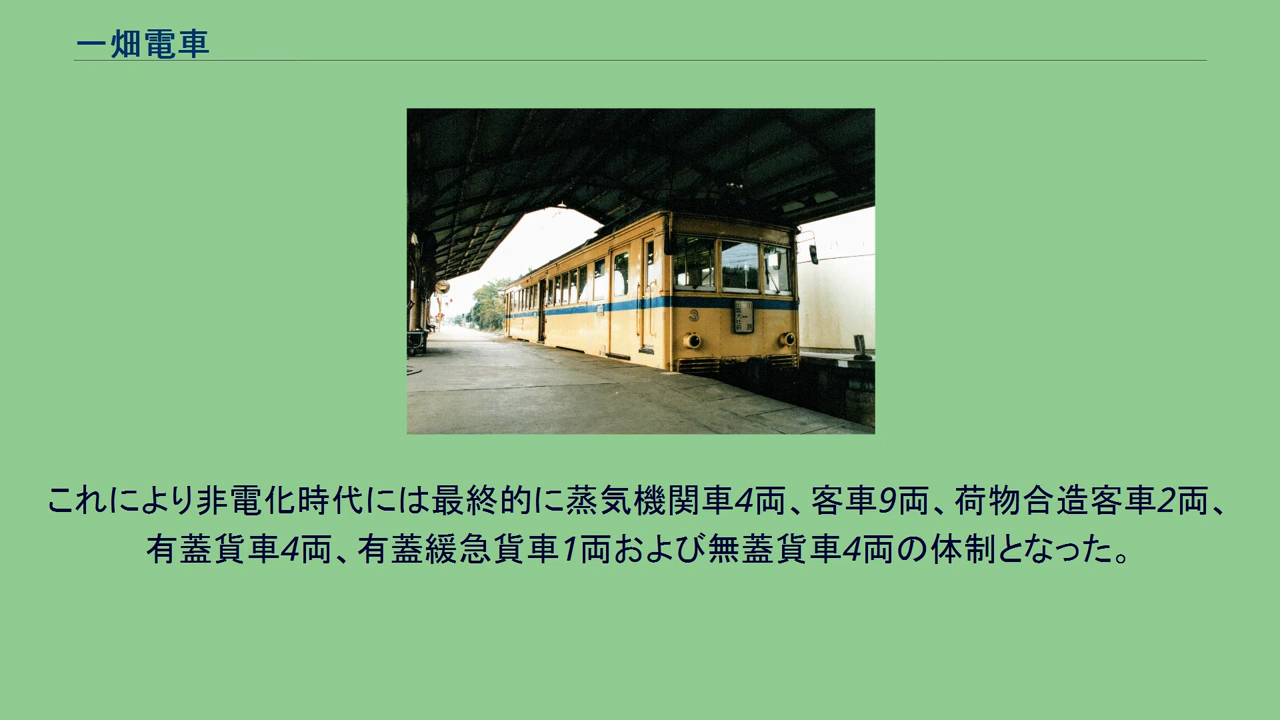 一畑電車
3
これにより非電化時代には最終的に蒸気機関車4両、客車9両、荷物合造客車2両、
有蓋貨車4両、有蓋緩急貨車1両および無蓋貨車4両の体制となった。